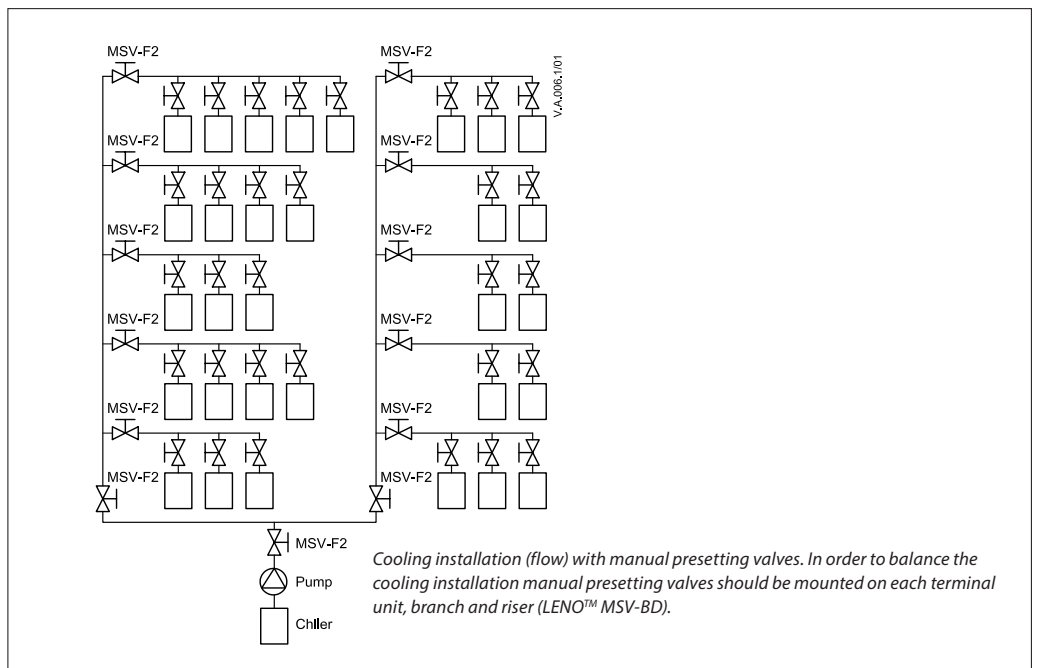 MSV-F2
MSV-F2
V.A.006.1/01
MSV-F2
MSV-F2
MSV-F2
MSV-F2
MSV-F2
MSV-F2
MSV-F2
MSV-F2
MSV-F2
MSV-F2
MSV-F2
Pump
Chller
Cooling installation (flow) with manual presetting valves. In order to balance the
cooling installation manual presetting valves should be mounted on each terminal
unit, branch and riser (LENO™ MSV-BD).